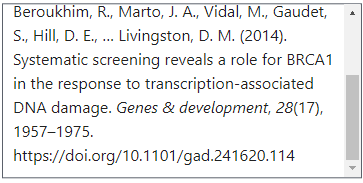 Beroukhim, R., Marto, J. A., Vidal, M., Gaudet,
S., Hill, D. E., ... Livingston, D. M. (2014).
Systematic screening reveals a role for BRCA1
in the response to transcription-associated
DNA damage. Genes & development, 28(17),
1957–1975.
https://doi.org/10.1101/gad.241620.114